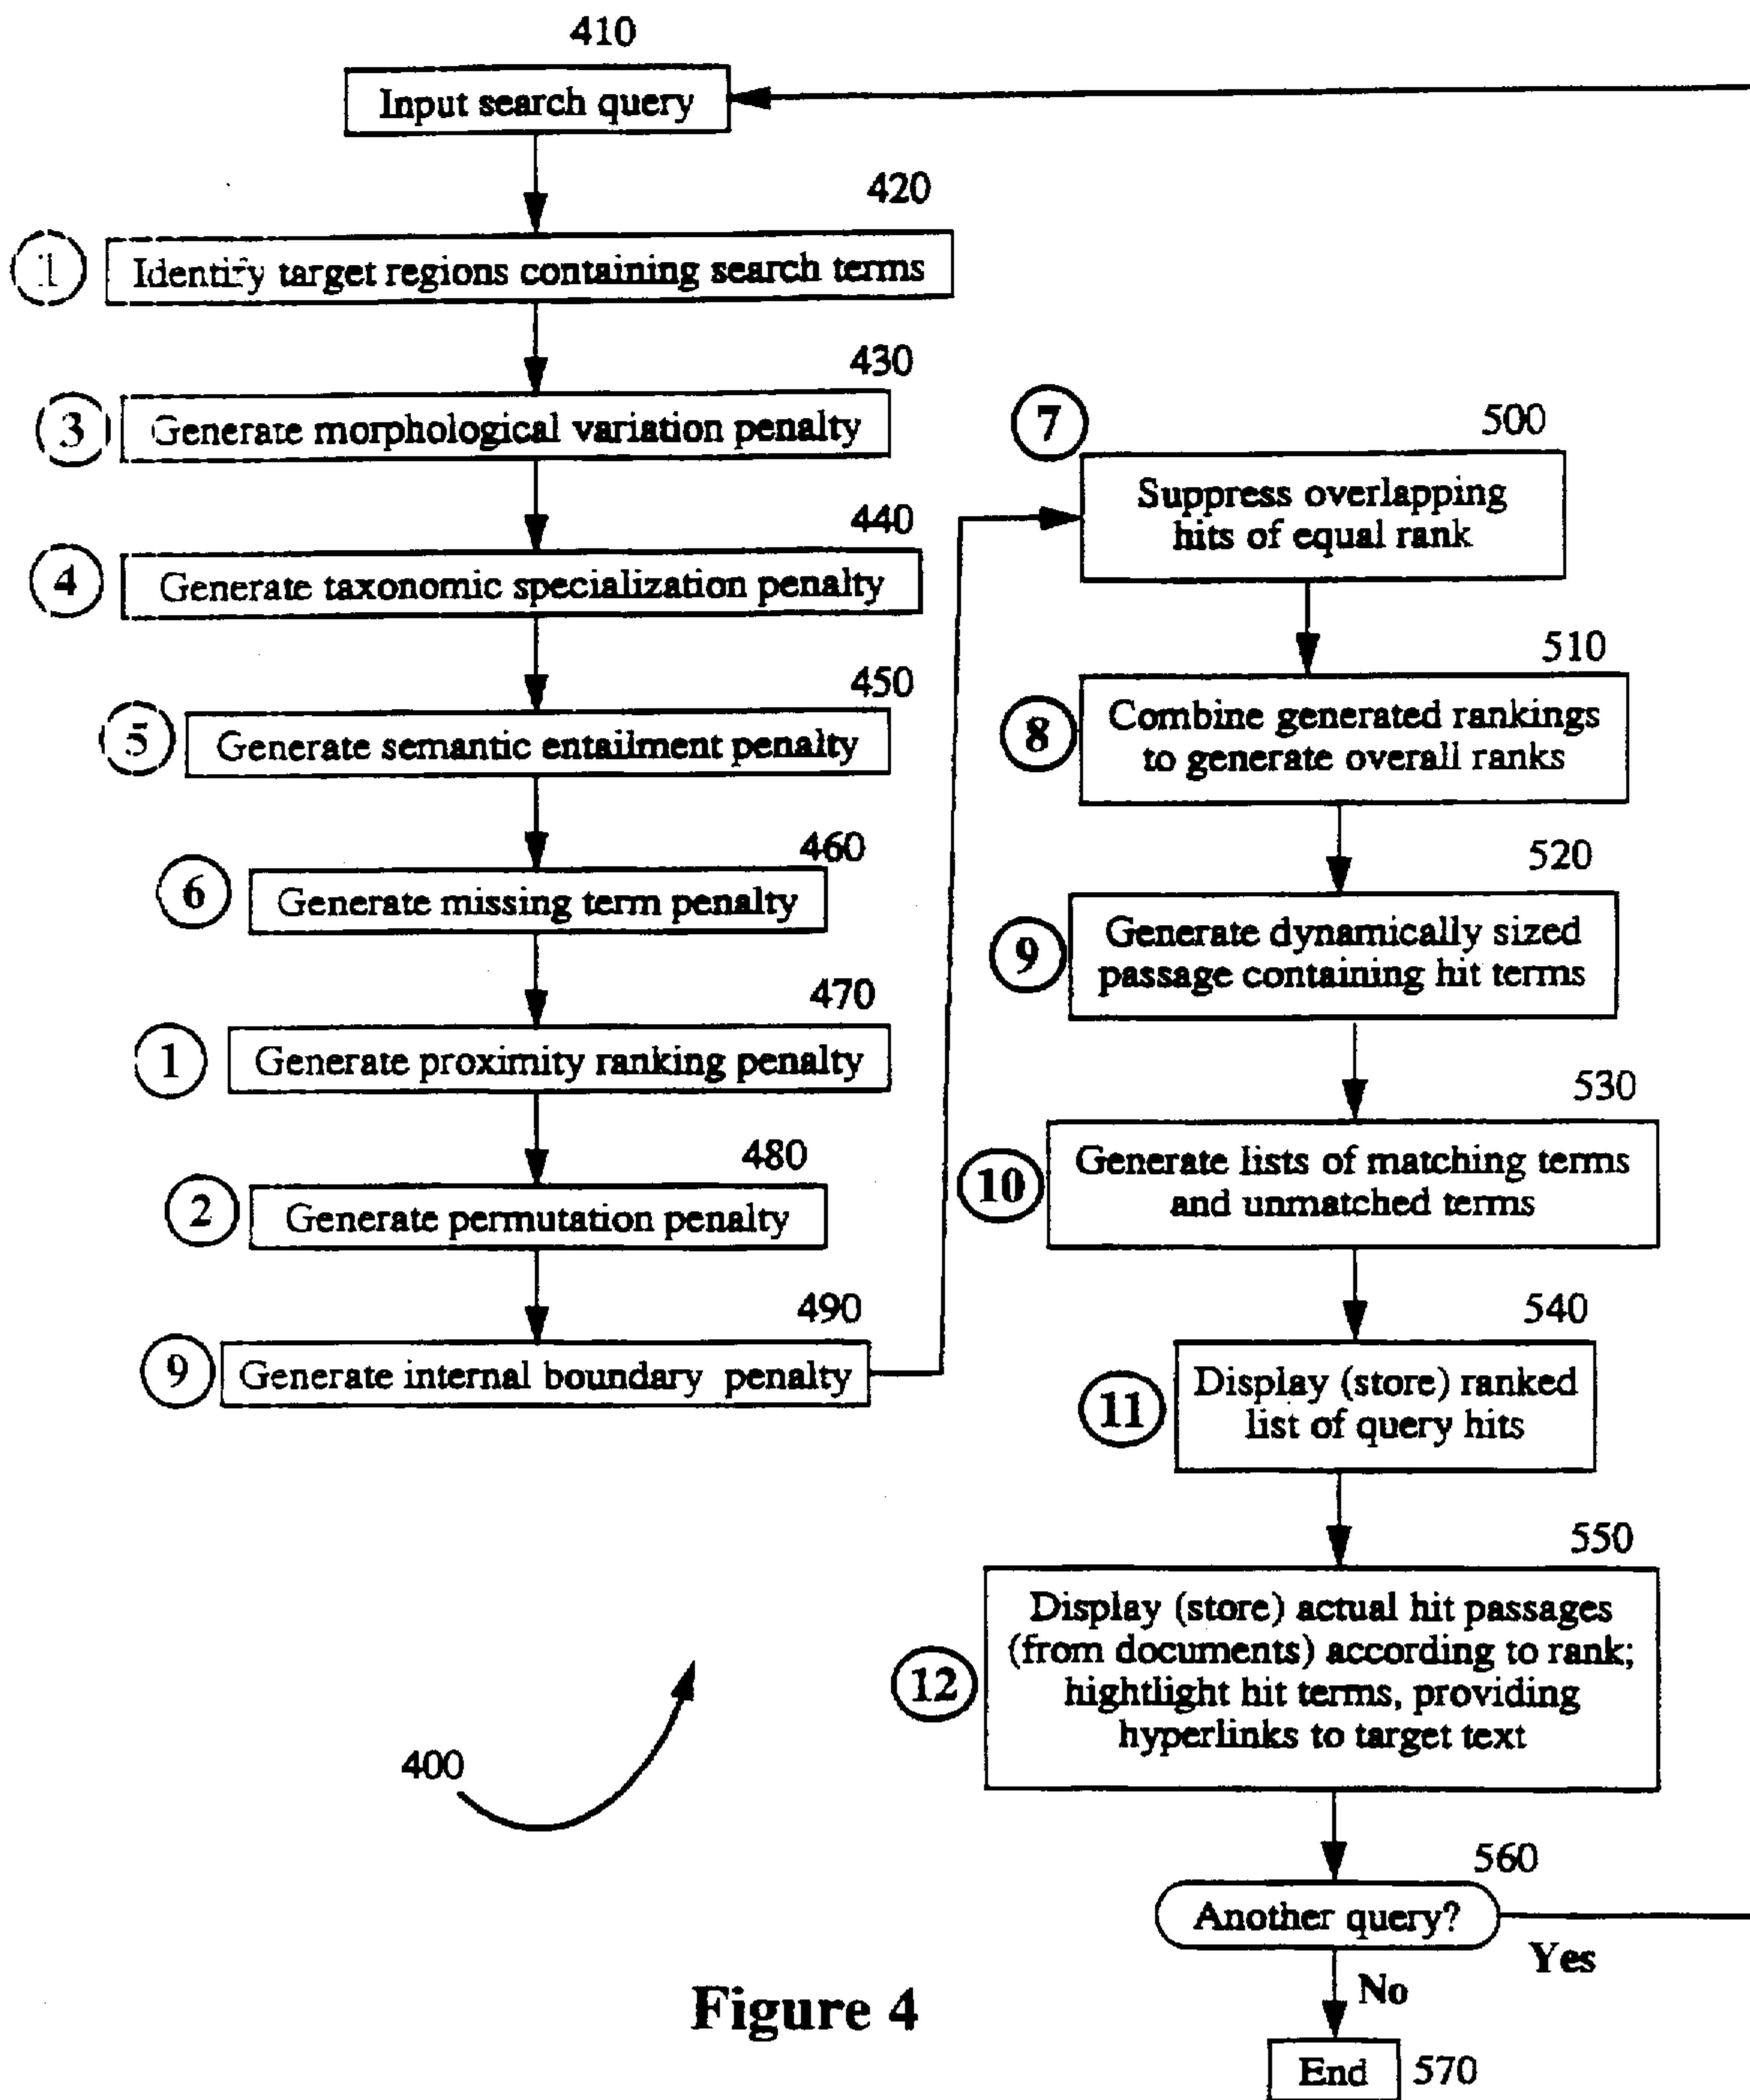 410
Input search query
420
1
Identify target regions containing search terms
430
3
Generate morphological variation penalty
440
4
Generate taxonomic specialization penalty
450
5
Generate semantic entailment penalty
460
6
Generate missing term penalty
470
1
Generate proximity ranking penalty
480
2
Generate permutation penalty
490
9
Generate internal boundary penalty
7
500
Suppress overlapping
hits of equal rank
510
8
Combine generated rankings
to generate overall ranks
520
9
Generate dynamically sized
passage containing hit terms
530
10
Generate lists of matching terms
and unmatched terms
540
11
Display (store) ranked
list of query hits
550
12
Display (store) actual hit passages
(from documents) according to rank;
hightlight hit terms, providing
hyperlinks to target text
560
Another query?
Yes
No
End
570
400
Figure 4